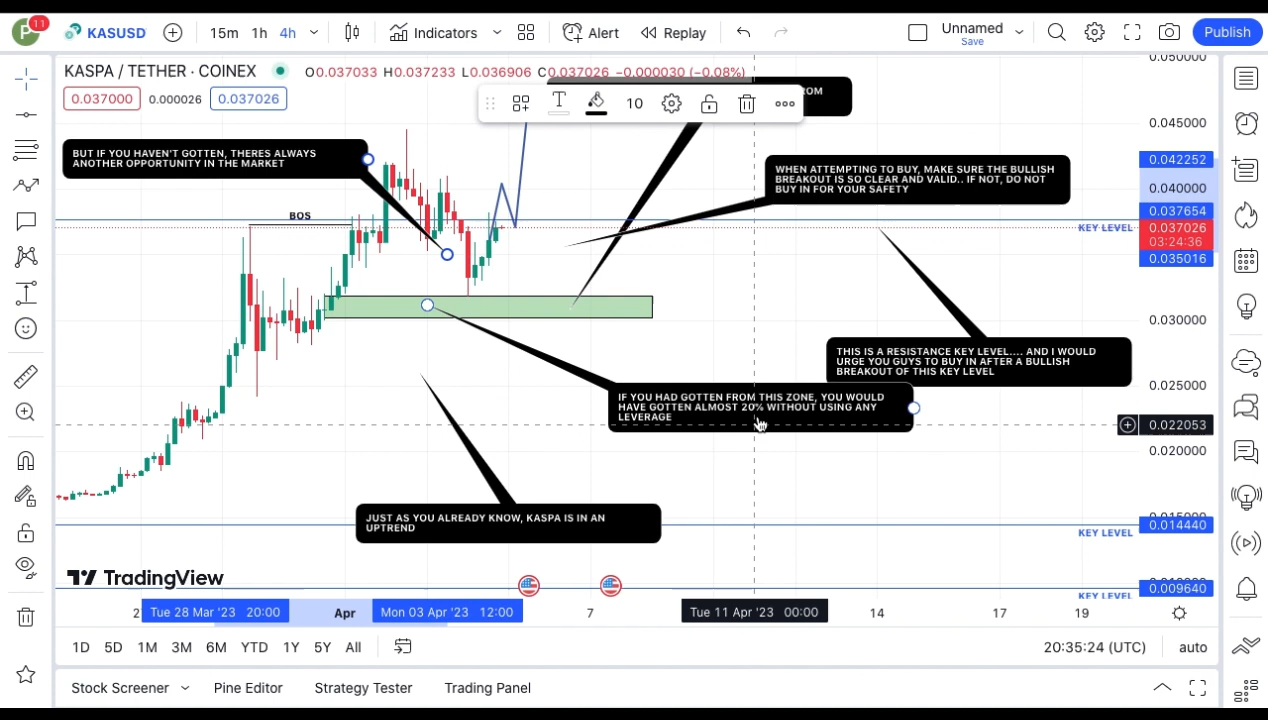 P
11
KASUSD
15m 1h 4h
Indicators
Alert
Replay
Unnamed
Save
Publish
KASPA / TETHER · COINEX
O0.037033 H0.037233 L0.036906 C0.037026 −0.000030 (−0.08%)
0.037000 0.000026 0.037026
10
OM
BUT IF YOU HAVEN'T GOTTEN, THERES ALWAYS
ANOTHER OPPORTUNITY IN THE MARKET
WHEN ATTEMPTING TO BUY, MAKE SURE THE BULLISH
BREAKOUT IS SO CLEAR AND VALID.. IF NOT, DO NOT
BUY IN FOR YOUR SAFETY
BOS
KEY LEVEL
THIS IS A RESISTANCE KEY LEVEL.... AND I WOULD
URGE YOU GUYS TO BUY IN AFTER A BULLISH
BREAKOUT OF THIS KEY LEVEL
IF YOU HAD GOTTEN FROM THIS ZONE, YOU WOULD
HAVE GOTTEN ALMOST 20% WITHOUT USING ANY
LEVERAGE
JUST AS YOU ALREADY KNOW, KASPA IS IN AN
UPTREND
KEY LEVEL
KEY LEVEL
0.050000
0.045000
0.042252
0.040000
0.037654
0.037026
03:24:36
0.035016
0.030000
0.025000
0.022053
0.020000
0.014440
0.009640
TradingView
2 Tue 28 Mar '23 20:00 Apr Mon 03 Apr '23 12:00 7 Tue 11 Apr '23 00:00 14 17 19
1D 5D 1M 3M 6M YTD 1Y 5Y All
20:35:24 (UTC) auto
Stock Screener Pine Editor Strategy Tester Trading Panel